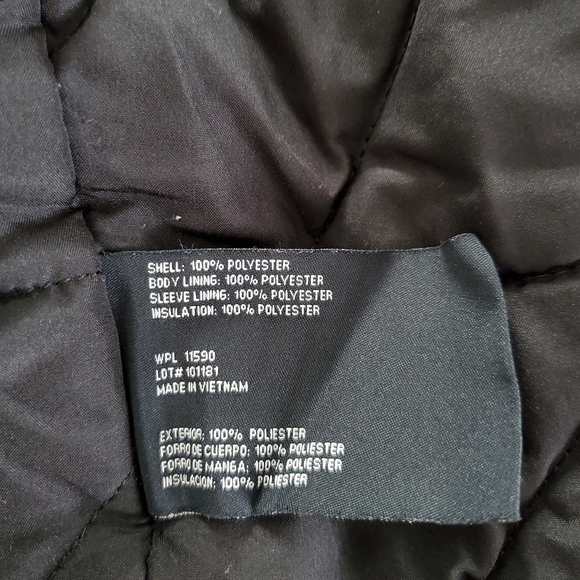 SHELL: 100% POLYESTER
BODY LINING: 100% POLYESTER
SLEEVE LINING: 100% POLYESTER
INSULATION: 100% POLYESTER
WPL 11590
LOT# 101181
MADE IN VIETNAM
EXTERIOR: 100% POLIESTER
FORRO DE CUERPO: 100% POLIESTER
FORRO DE MANGA: 100% POLIESTER
INSULACION: 100% POLIESTER